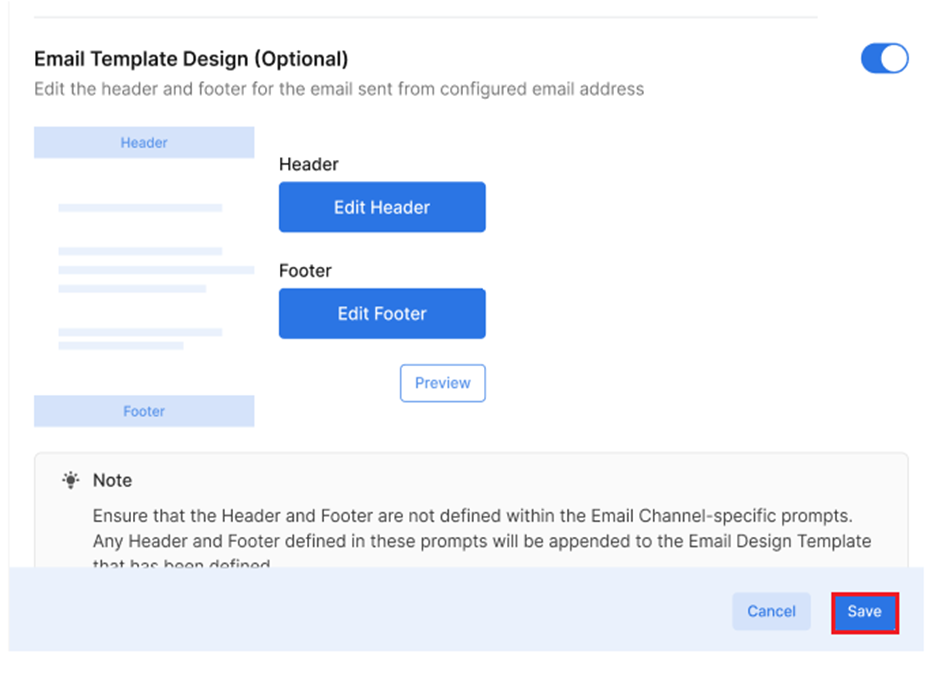 Email Template Design (Optional)
Edit the header and footer for the email sent from configured email address
Header
Header
Edit Header
Footer
Edit Footer
Preview
Footer
Note
Ensure that the Header and Footer are not defined within the Email Channel-specific prompts.
Any Header and Footer defined in these prompts will be appended to the Email Design Template
that has been defined
Cancel
Save